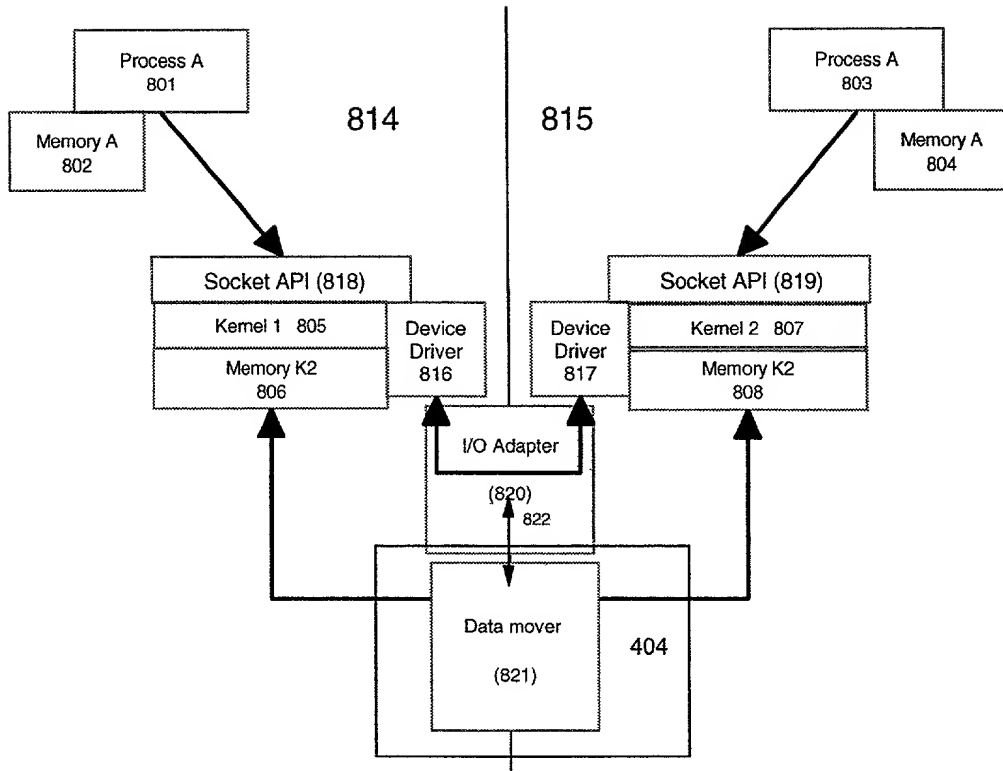 Process A
801
Memory A
802
814
815
Process A
803
Memory A
804
Socket API (818)
Kernel 1 805
Memory K2
806
Device
Driver
816
Socket API (819)
Device
Driver
817
Kernel 2 807
Memory K2
808
I/O Adapter
(820)
822
Data mover
(821)
404